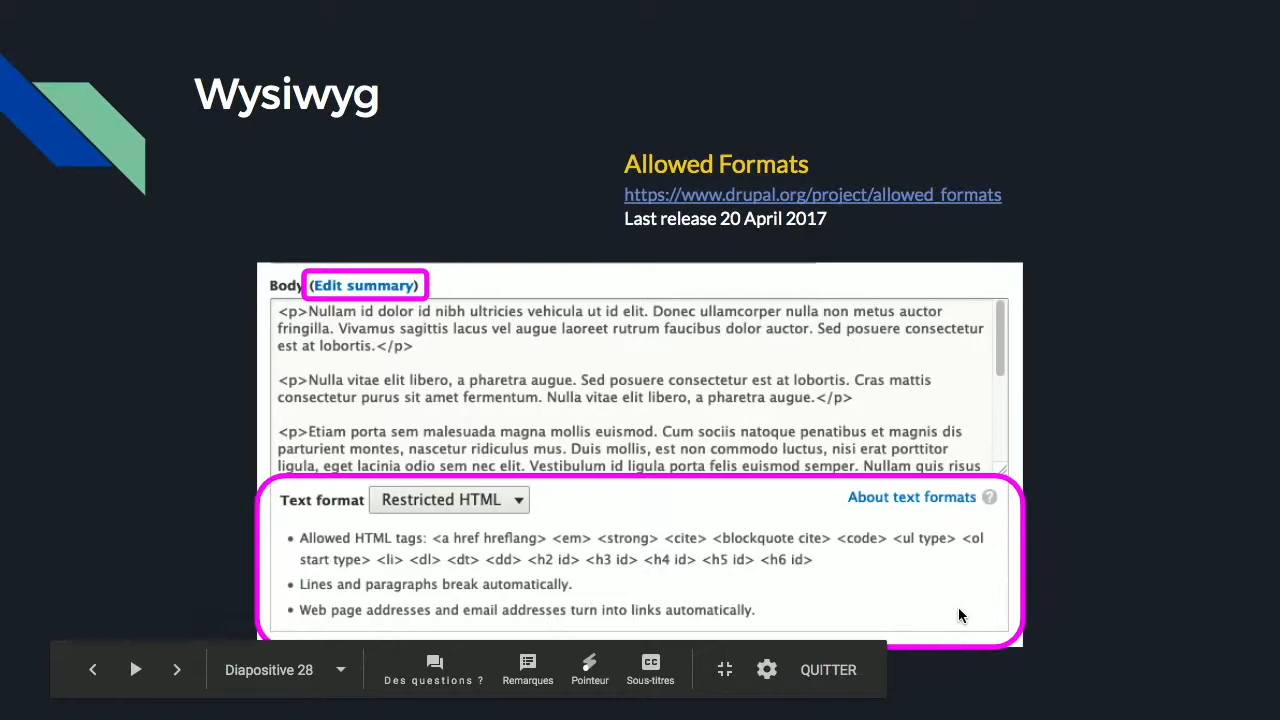 Wysiwyg
Allowed Formats
https://www.drupal.org/project/allowed_formats
Last release 20 April 2017
Body (Edit summary)
<p>Nullam id dolor id nibh ultricies vehicula ut id elit. Donec ullamcorper nulla non metus auctor
fringilla. Vivamus sagittis lacus vel augue laoreet rutrum faucibus dolor auctor. Sed posuere consectetur
est at lobortis.</p>
<p>Nulla vitae elit libero, a pharetra augue. Sed posuere consectetur est at lobortis. Cras mattis
consectetur purus sit amet fermentum. Nulla vitae elit libero, a pharetra augue.</p>
<p>Etiam porta sem malesuada magna mollis euismod. Cum sociis natoque penatibus et magnis dis
parturient montes, nascetur ridiculus mus. Duis mollis, est non commodo luctus, nisi erat porttitor
ligula, eget lacinia odio sem nec elit. Vestibulum id ligula porta felis euismod semper. Nullam quis risus
Text format Restricted HTML About text formats ?
• Allowed HTML tags: <a href hreflang> <em> <strong> <cite> <blockquote cite> <code> <ul type> <ol
start type> <li> <dl> <dt> <dd> <h2 id> <h3 id> <h4 id> <h5 id> <h6 id>
• Lines and paragraphs break automatically.
• Web page addresses and email addresses turn into links automatically.
Diapositive 28 Des questions ? Remarques Pointeur CC Sous-titres QUITTER